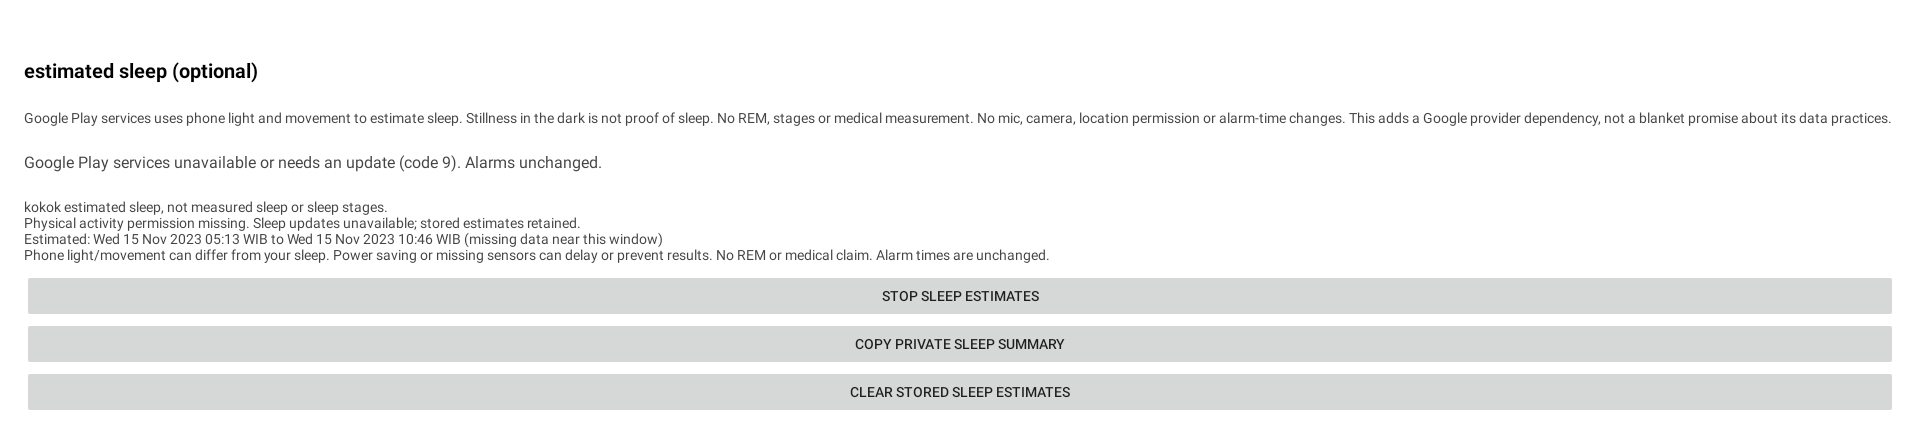 estimated sleep (optional)
Google Play services uses phone light and movement to estimate sleep. Stillness in the dark is not proof of sleep. No REM, stages or medical measurement. No mic, camera, location permission or alarm-time changes. This adds a Google provider dependency, not a blanket promise about its data practices.
Google Play services unavailable or needs an update (code 9). Alarms unchanged.
kokok estimated sleep, not measured sleep or sleep stages.
Physical activity permission missing. Sleep updates unavailable; stored estimates retained.
Estimated: Wed 15 Nov 2023 05:13 WIB to Wed 15 Nov 2023 10:46 WIB (missing data near this window)
Phone light/movement can differ from your sleep. Power saving or missing sensors can delay or prevent results. No REM or medical claim. Alarm times are unchanged.
STOP SLEEP ESTIMATES
COPY PRIVATE SLEEP SUMMARY
CLEAR STORED SLEEP ESTIMATES